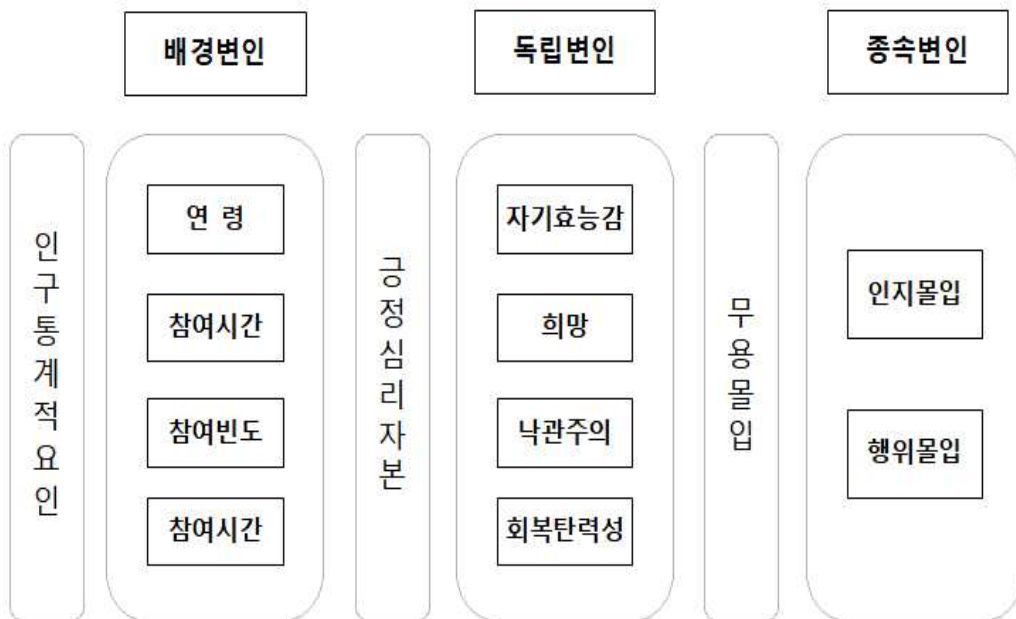 배경변인
독립변인
종속변인
인구통계적요인
연 령
참여시간
참여빈도
참여시간
긍정심리자본
자기효능감
희망
낙관주의
회복탄력성
무용몰입
인지몰입
행위몰입